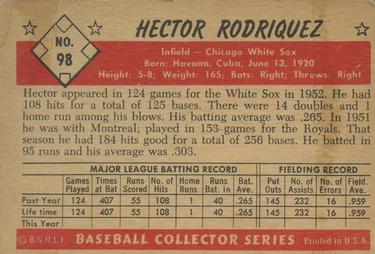 NO. 98
HECTOR RODRIQUEZ
Infield — Chicago White Sox
Born: Havana, Cuba, June 13, 1920
Height: 5-8; Weight: 165; Bats: Right; Throws: Right
Hector appeared in 124 games for the White Sox in 1952. He had
108 hits for a total of 125 bases. There were 14 doubles and 1
home run among his blows. His batting average was .265. In 1951
he was with Montreal; played in 153 games for the Royals. That
season he had 184 hits good for a total of 256 bases. He batted in
95 runs and his average was .303.
MAJOR LEAGUE BATTING RECORD FIELDING RECORD
Games Played Times at Bat Runs Scored No. of Hits Home Runs Runs Bat. In Bat. Ave. Put Outs No. of Assists No. of Errors Field. Ave.
Past Year 124 407 55 108 1 40 .265 145 232 16 .959
Life time 124 407 55 108 1 40 .265 145 232 16 .959
This Year
© B.G.H.L.I. BASEBALL COLLECTOR SERIES Printed in U.S.A.